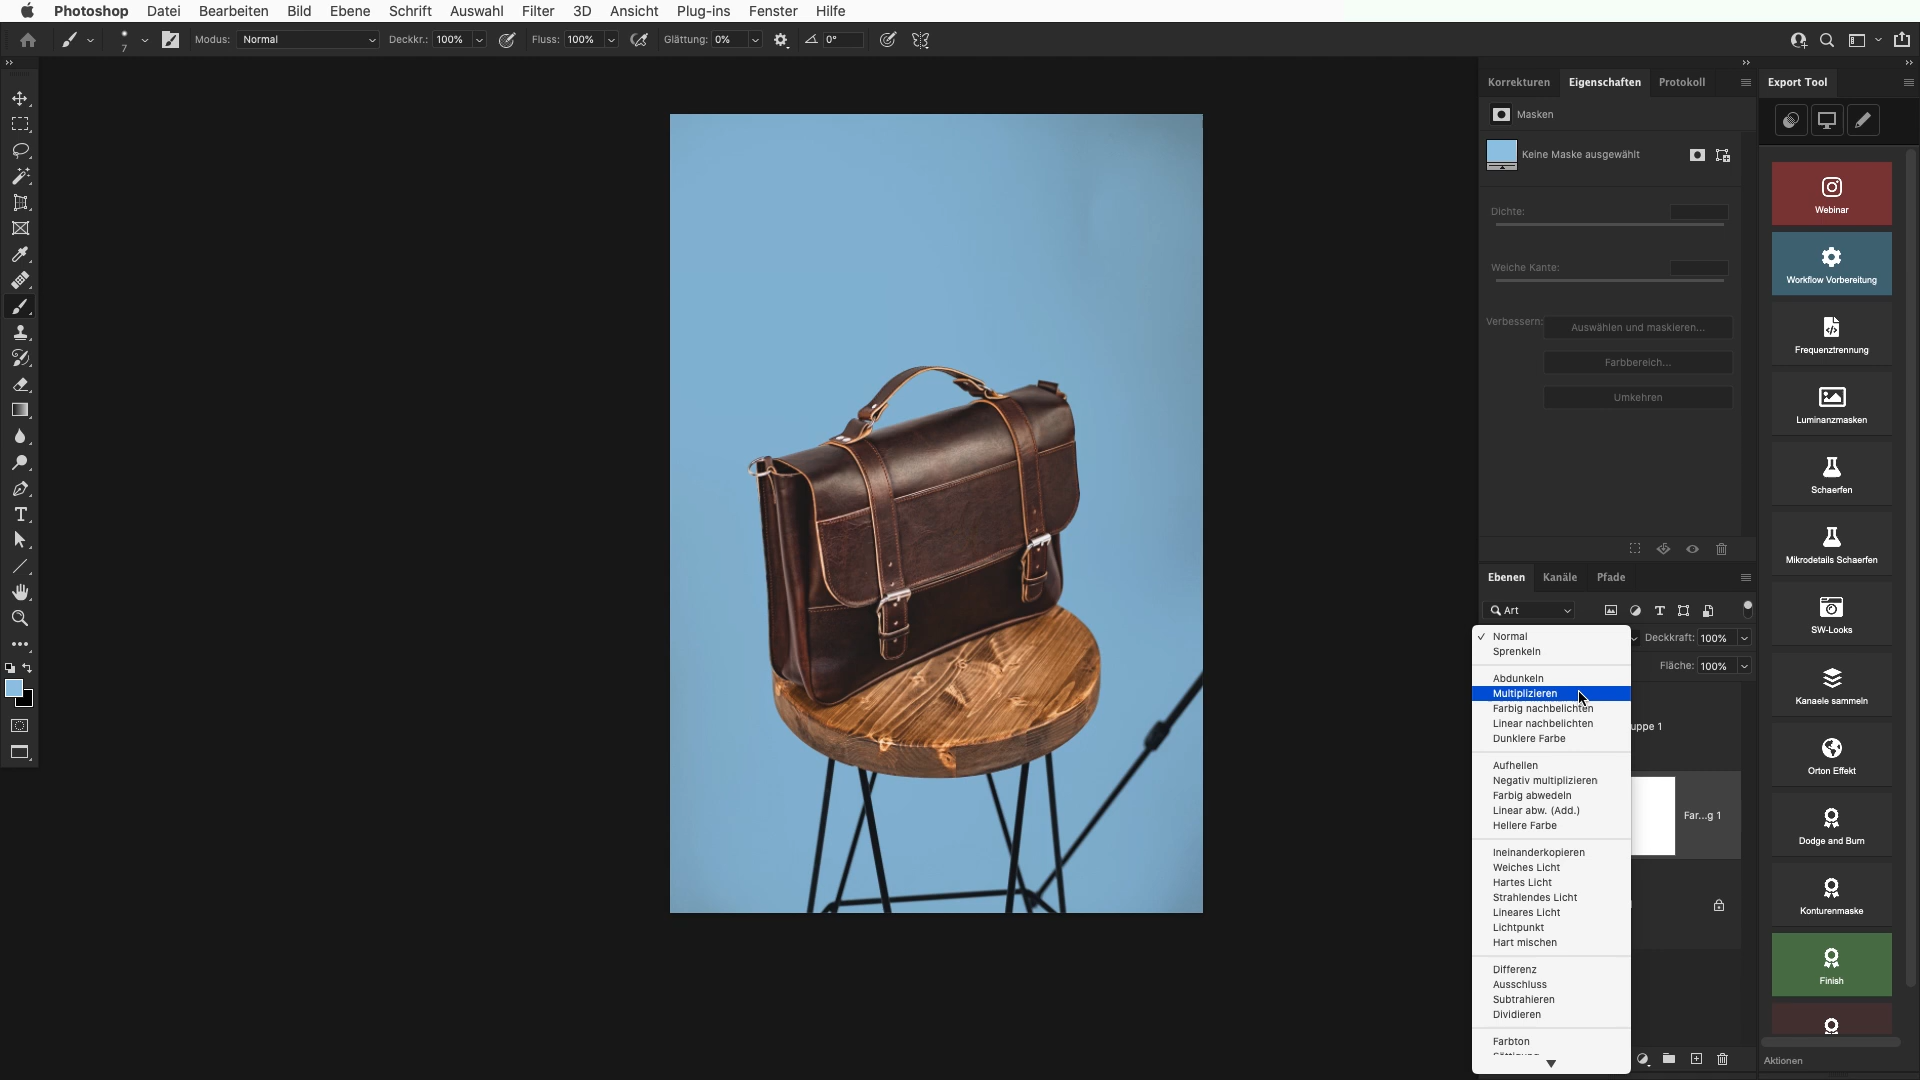 Photoshop Datei Bearbeiten Bild Ebene Schrift Auswahl Filter 3D Ansicht Plug-ins Fenster Hilfe
7 Modus: Normal Deckkr.: 100% Fluss: 100% Glättung: 0% 0°
Korrekturen Eigenschaften Protokoll
Masken
Keine Maske ausgewählt
Dichte:
Weiche Kante:
Verbessern: Auswählen und maskieren...
Farbbereich...
Umkehren
Ebenen Kanäle Pfade
Art
Deckkraft: 100%
Fläche: 100%
uppe 1
Far...g 1
Normal
Sprenkeln
Abdunkeln
Multiplizieren
Farbig nachbelichten
Linear nachbelichten
Dunklere Farbe
Aufhellen
Negativ multiplizieren
Farbig abwedeln
Linear abw. (Add.)
Hellere Farbe
Ineinanderkopieren
Weiches Licht
Hartes Licht
Strahlendes Licht
Lineares Licht
Lichtpunkt
Hart mischen
Differenz
Ausschluss
Subtrahieren
Dividieren
Farbton
Export Tool
Webinar
Workflow Vorbereitung
Frequenztrennung
Luminanzmasken
Schaerfen
Mikrodetails Schaerfen
SW-Looks
Kanaele sammeln
Orton Effekt
Dodge and Burn
Konturenmaske
Finish
Aktionen